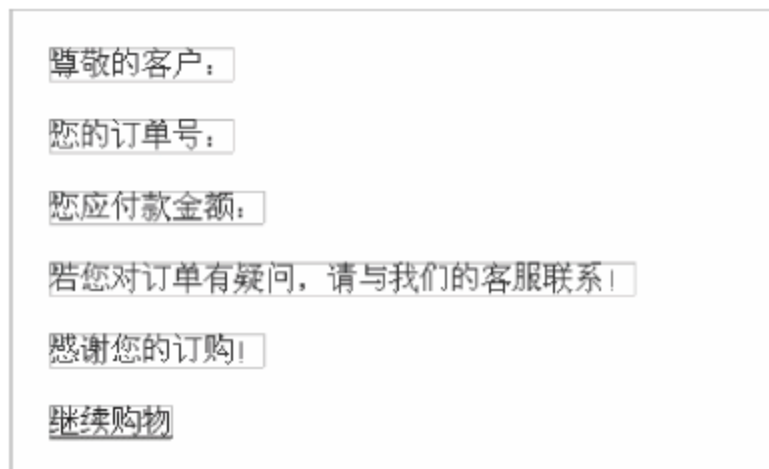 尊敬的客户：
您的订单号：
您应付款金额：
若您对订单有疑问，请与我们的客服联系！
感谢您的订购！
继续购物